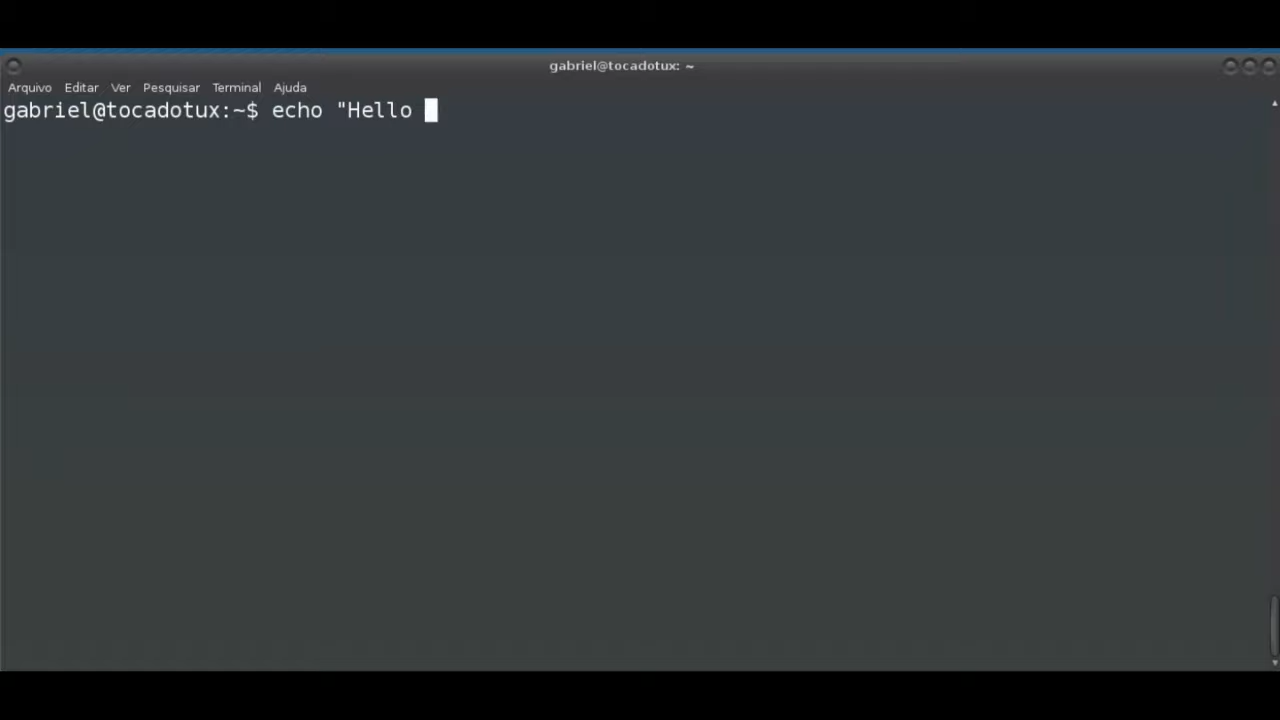 gabriel@tocadotux: ~
Arquivo Editar Ver Pesquisar Terminal Ajuda
gabriel@tocadotux:~$ echo "Hello